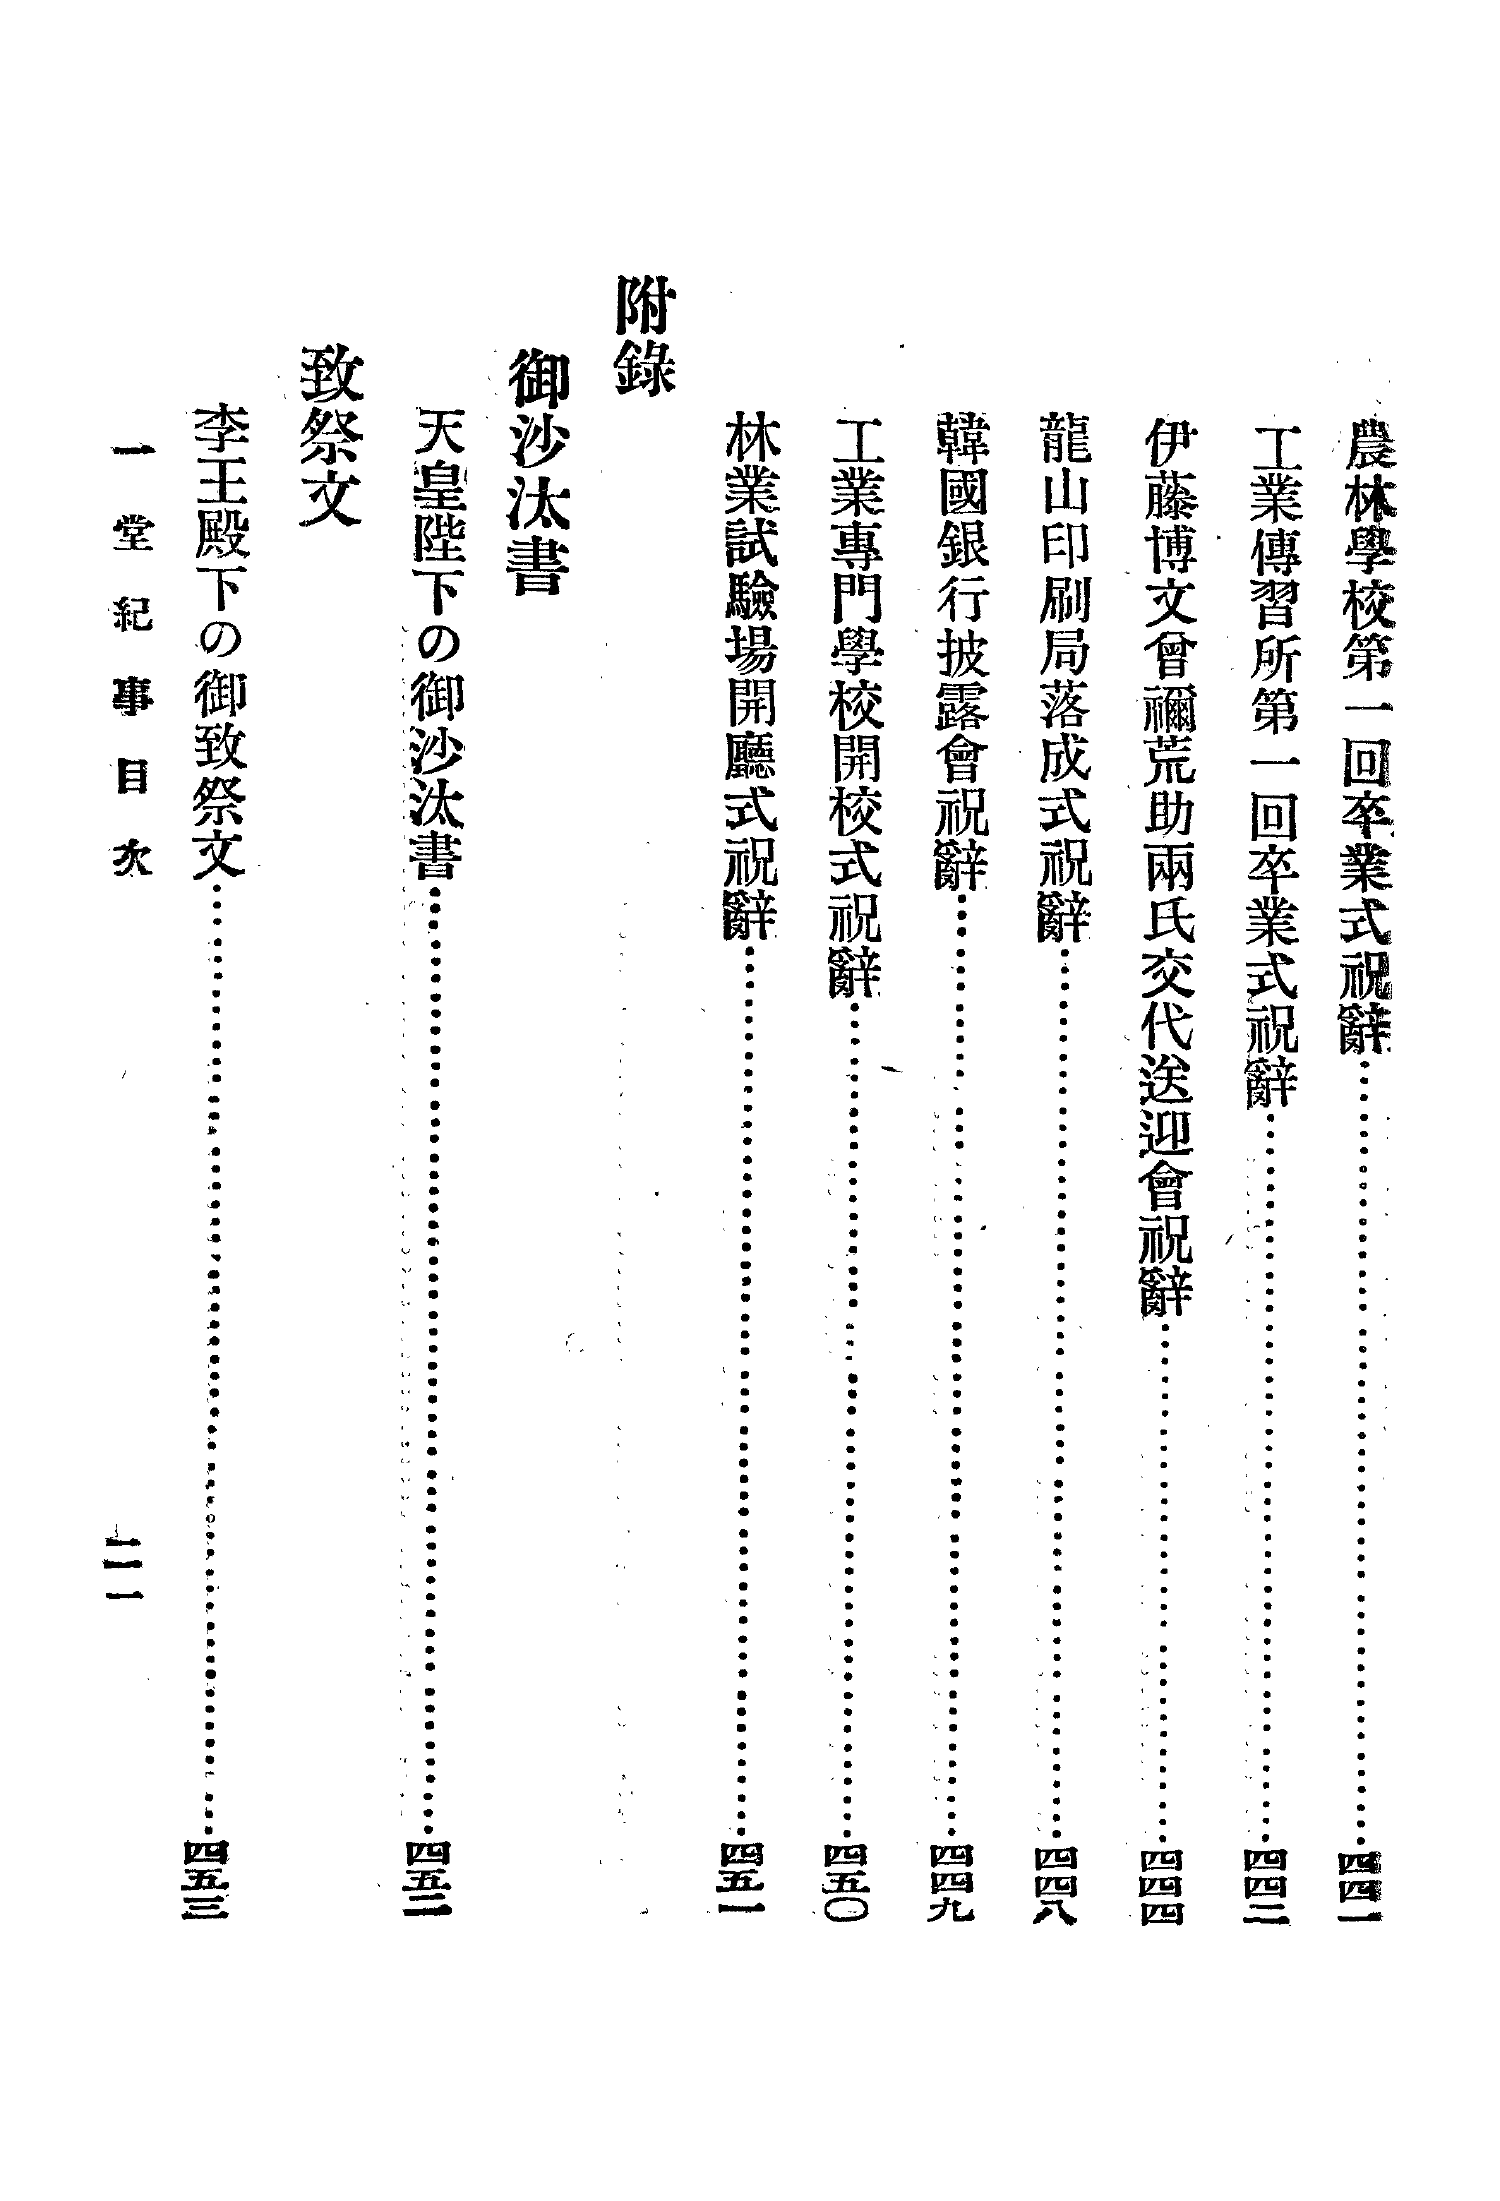 農林學校第一回卒業式祝辭……四四一
工業傳習所第一回卒業式祝辭……四四二
伊藤博文曾禰荒助兩氏交代送迎會祝辭……四四四
龍山印刷局落成式祝辭……四四八
韓國銀行披露會祝辭……四四九
工業專門學校開校式祝辭……四五〇
林業試驗場開廳式祝辭……四五一
附錄
御沙汰書
天皇陛下の御沙汰書……四五二
致祭文
李王殿下の御致祭文……四五三
一堂紀事目次